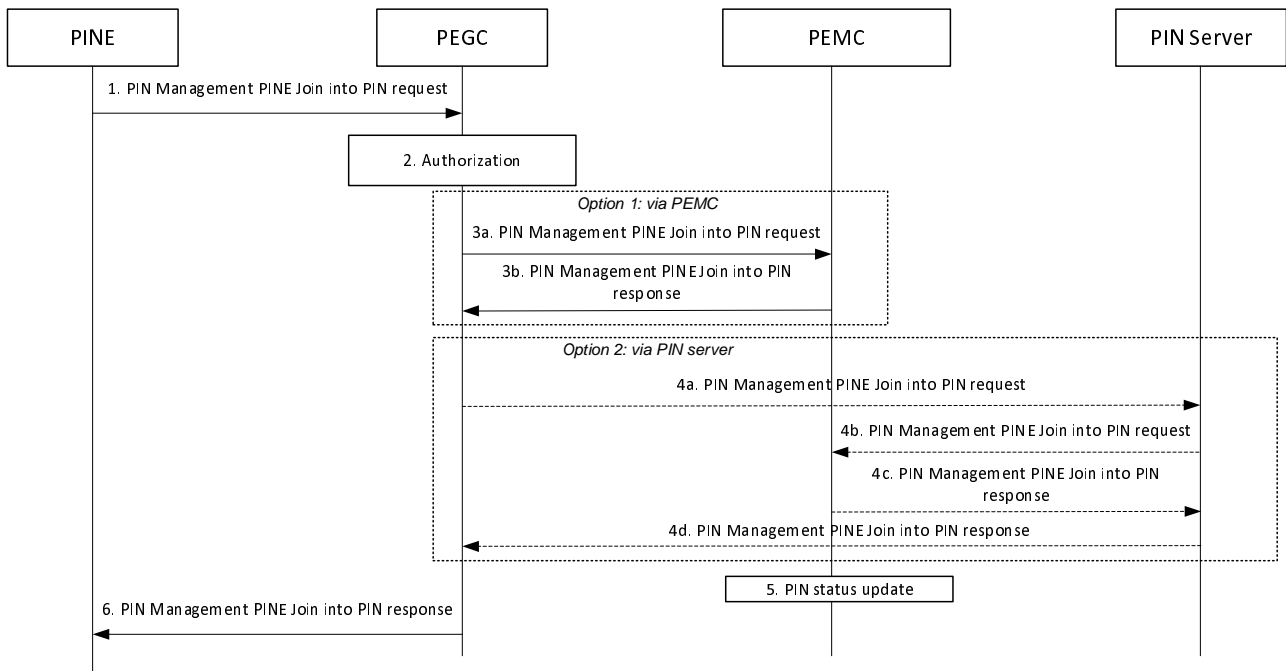 PINE
PEGC
PEMC
PIN Server
1. PIN Management PINE Join into PIN request
2. Authorization
Option 1: via PEMC
3a. PIN Management PINE Join into PIN request
3b. PIN Management PINE Join into PIN
response
Option 2: via PIN server
4a. PIN Management PINE Join into PIN request
4b. PIN Management PINE Join into PIN request
4c. PIN Management PINE Join into PIN
response
4d. PIN Management PINE Join into PIN response
5. PIN status update
6. PIN Management PINE Join into PIN response